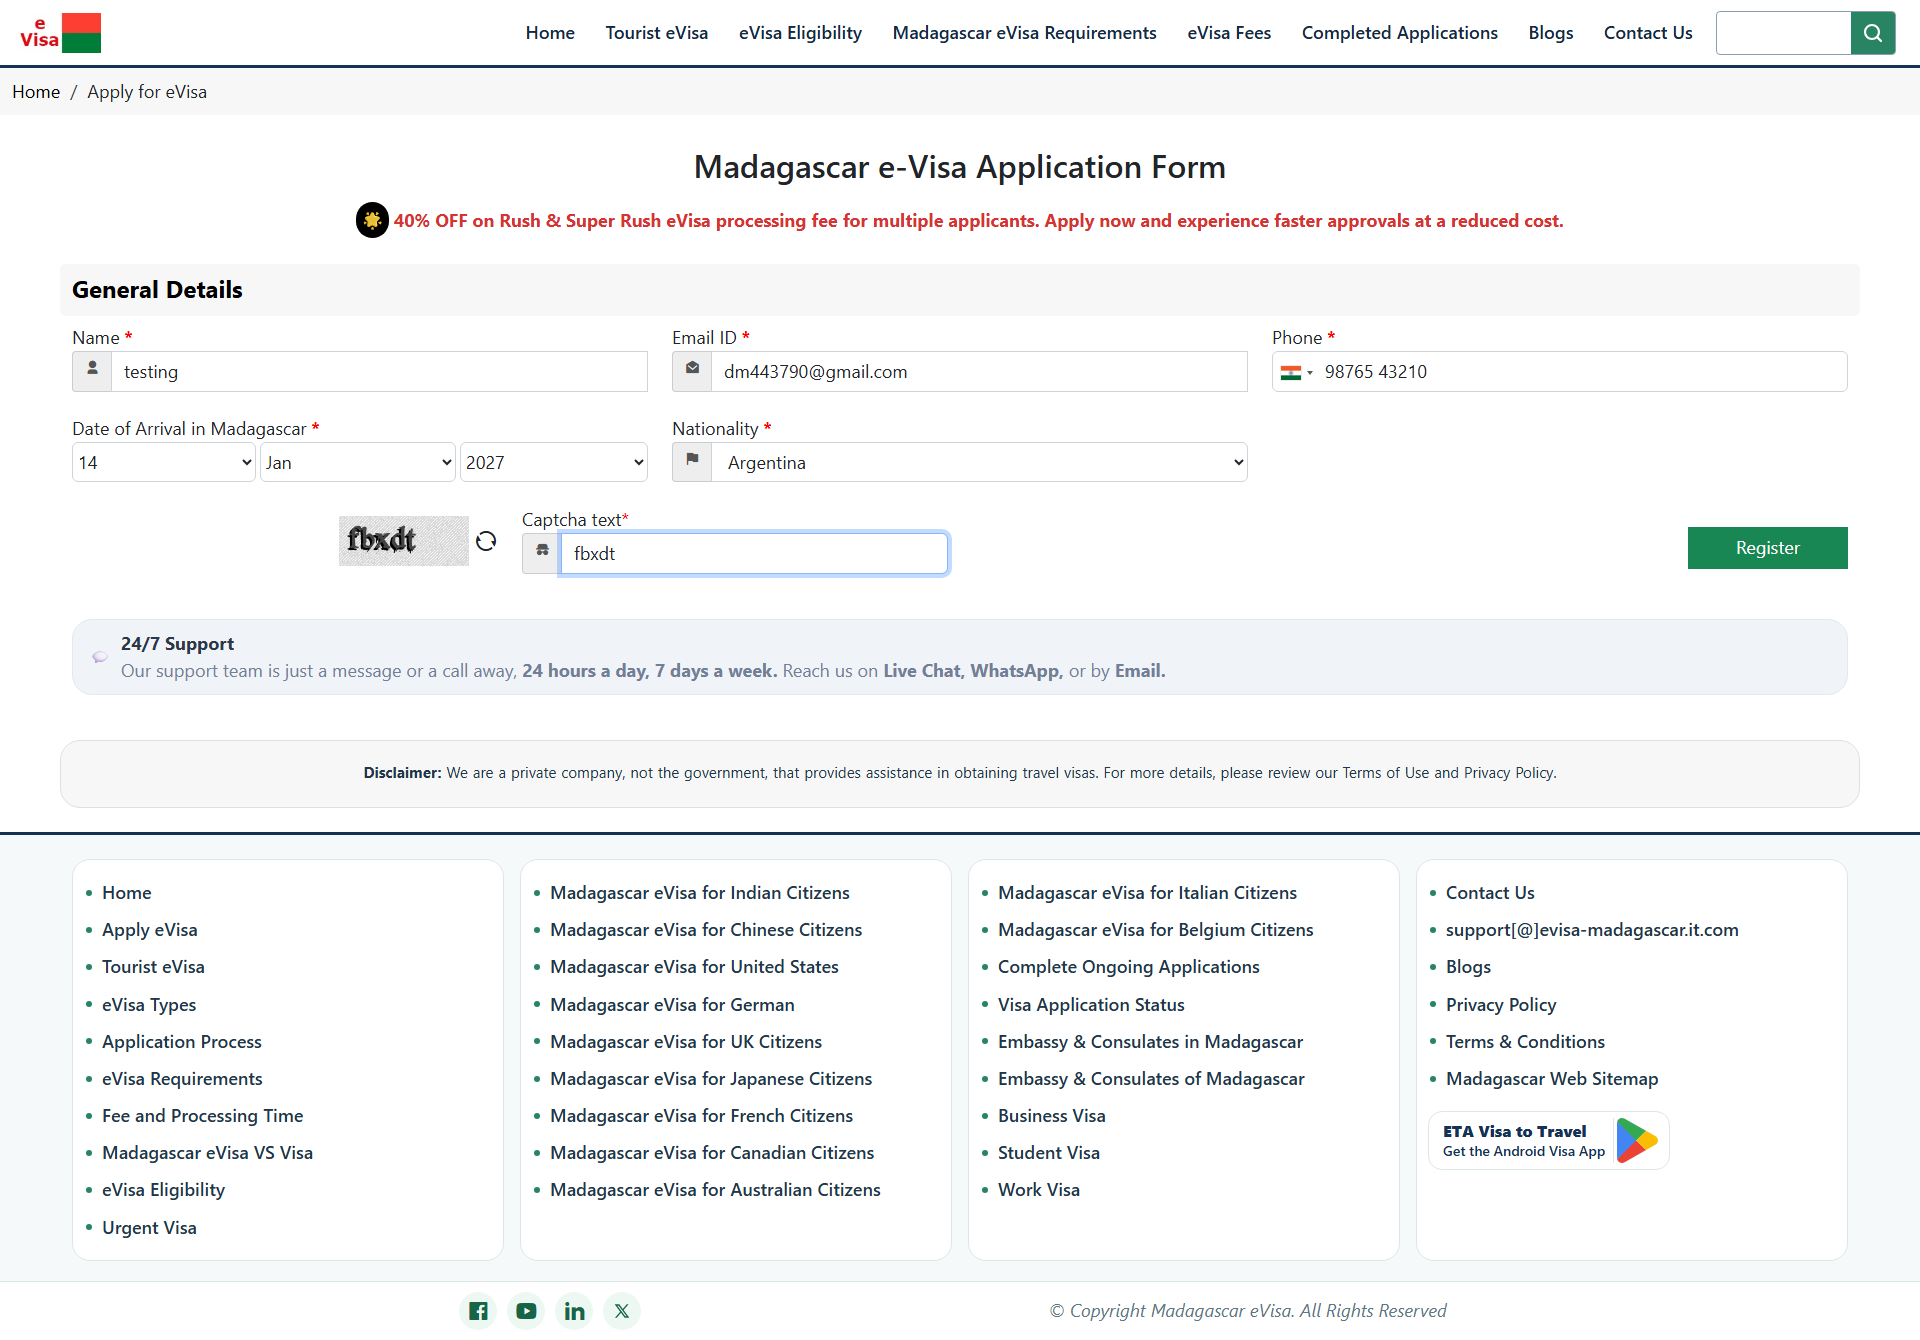 e
Visa
Home Tourist eVisa eVisa Eligibility Madagascar eVisa Requirements eVisa Fees Completed Applications Blogs Contact Us
Home / Apply for eVisa
Madagascar e-Visa Application Form
40% OFF on Rush & Super Rush eVisa processing fee for multiple applicants. Apply now and experience faster approvals at a reduced cost.
General Details
Name * Email ID * Phone *
testing dm443790@gmail.com 98765 43210
Date of Arrival in Madagascar * Nationality *
14 Jan 2027 Argentina
Captcha text*
fbxdt fbxdt Register
24/7 Support
Our support team is just a message or a call away, 24 hours a day, 7 days a week. Reach us on Live Chat, WhatsApp, or by Email.
Disclaimer: We are a private company, not the government, that provides assistance in obtaining travel visas. For more details, please review our Terms of Use and Privacy Policy.
Home
Apply eVisa
Tourist eVisa
eVisa Types
Application Process
eVisa Requirements
Fee and Processing Time
Madagascar eVisa VS Visa
eVisa Eligibility
Urgent Visa
Madagascar eVisa for Indian Citizens
Madagascar eVisa for Chinese Citizens
Madagascar eVisa for United States
Madagascar eVisa for German
Madagascar eVisa for UK Citizens
Madagascar eVisa for Japanese Citizens
Madagascar eVisa for French Citizens
Madagascar eVisa for Canadian Citizens
Madagascar eVisa for Australian Citizens
Madagascar eVisa for Italian Citizens
Madagascar eVisa for Belgium Citizens
Complete Ongoing Applications
Visa Application Status
Embassy & Consulates in Madagascar
Embassy & Consulates of Madagascar
Business Visa
Student Visa
Work Visa
Contact Us
support[@]evisa-madagascar.it.com
Blogs
Privacy Policy
Terms & Conditions
Madagascar Web Sitemap
ETA Visa to Travel
Get the Android Visa App
© Copyright Madagascar eVisa. All Rights Reserved